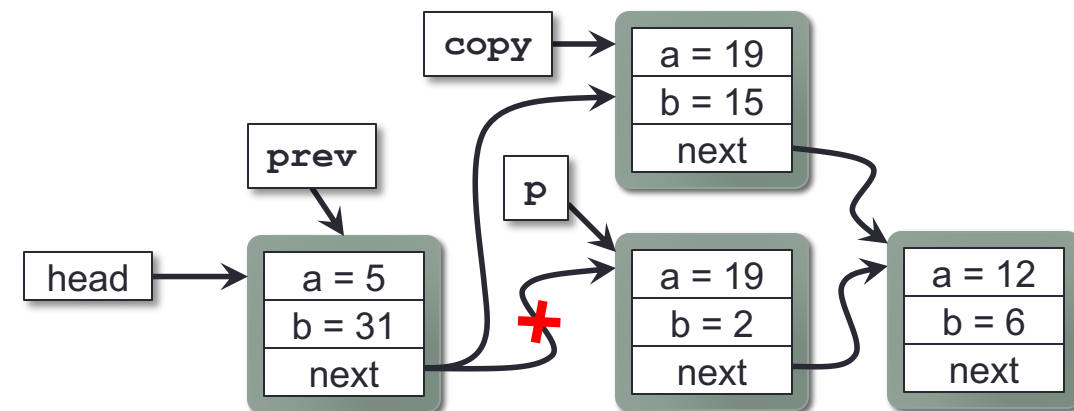 copy
a = 19
b = 15
next
prev
p
head
a = 5
b = 31
next
a = 19
b = 2
next
a = 12
b = 6
next